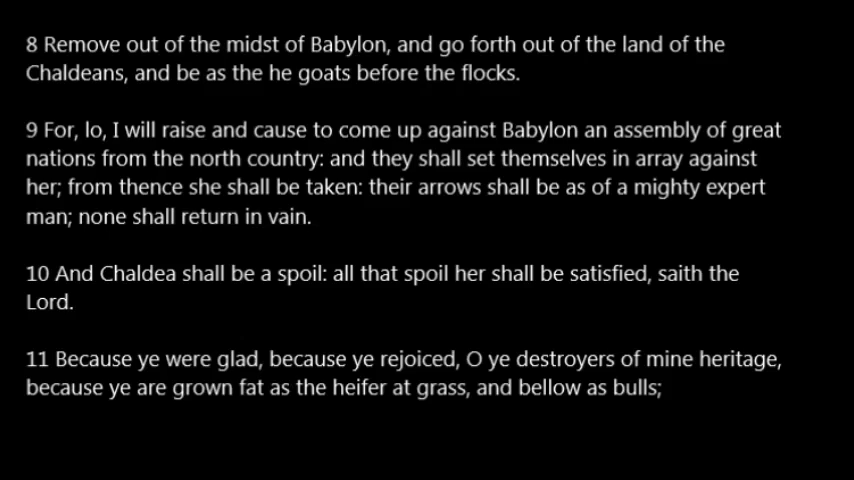 8 Remove out of the midst of Babylon, and go forth out of the land of the
Chaldeans, and be as the he goats before the flocks.
9 For, lo, I will raise and cause to come up against Babylon an assembly of great
nations from the north country: and they shall set themselves in array against
her; from thence she shall be taken: their arrows shall be as of a mighty expert
man; none shall return in vain.
10 And Chaldea shall be a spoil: all that spoil her shall be satisfied, saith the
Lord.
11 Because ye were glad, because ye rejoiced, O ye destroyers of mine heritage,
because ye are grown fat as the heifer at grass, and bellow as bulls;